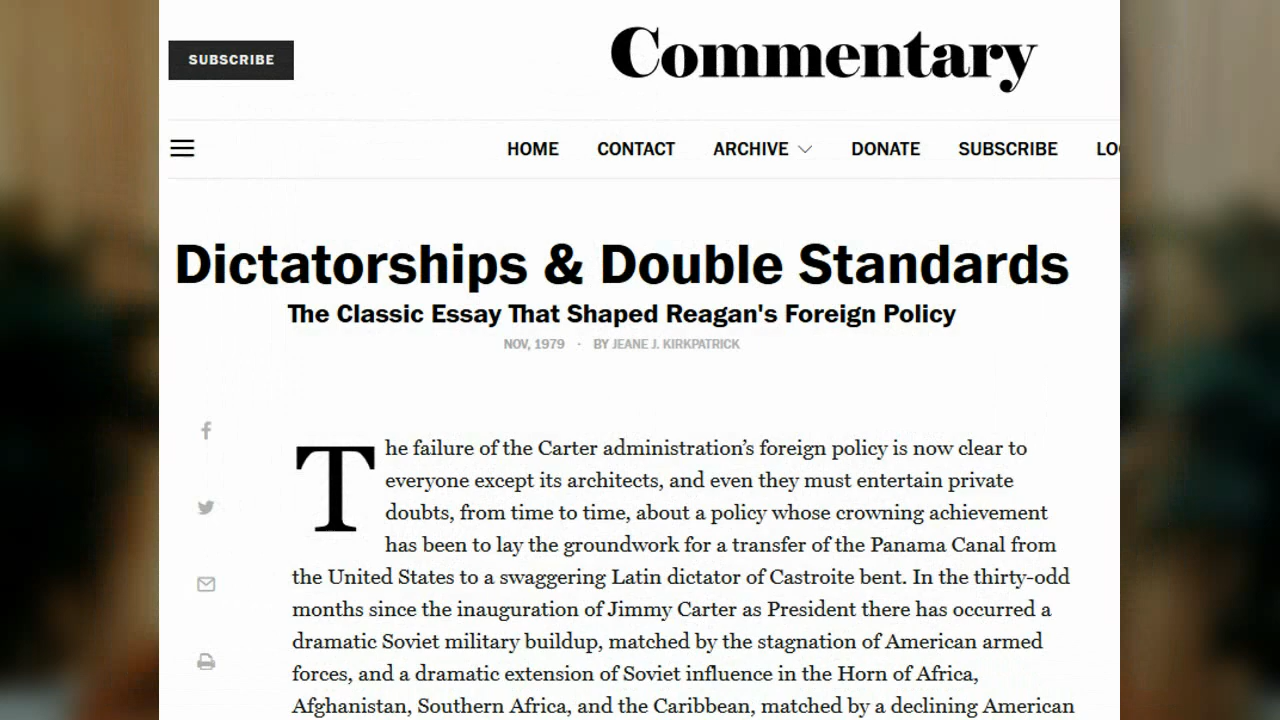 SUBSCRIBE
Commentary
HOME CONTACT ARCHIVE DONATE SUBSCRIBE LO
Dictatorships & Double Standards
The Classic Essay That Shaped Reagan's Foreign Policy
NOV, 1979 · BY JEANE J. KIRKPATRICK
The failure of the Carter administration’s foreign policy is now clear to
everyone except its architects, and even they must entertain private
doubts, from time to time, about a policy whose crowning achievement
has been to lay the groundwork for a transfer of the Panama Canal from
the United States to a swaggering Latin dictator of Castroite bent. In the thirty-odd
months since the inauguration of Jimmy Carter as President there has occurred a
dramatic Soviet military buildup, matched by the stagnation of American armed
forces, and a dramatic extension of Soviet influence in the Horn of Africa,
Afghanistan, Southern Africa, and the Caribbean, matched by a declining American